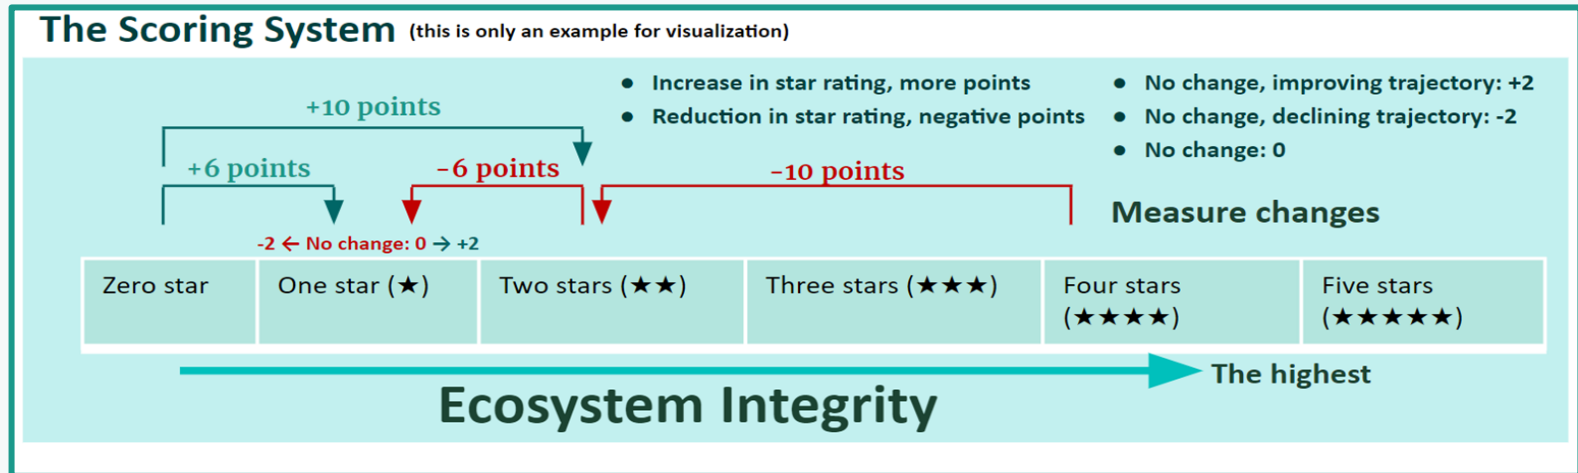 The Scoring System (this is only an example for visualization)
● Increase in star rating, more points
● Reduction in star rating, negative points
● No change, improving trajectory: +2
● No change, declining trajectory: -2
● No change: 0
+10 points
+6 points
-6 points
-10 points
Measure changes
-2 ← No change: 0 → +2
Zero star
One star (★)
Two stars (★★)
Three stars (★★★)
Four stars
(★★★★)
Five stars
(★★★★★)
The highest
Ecosystem Integrity